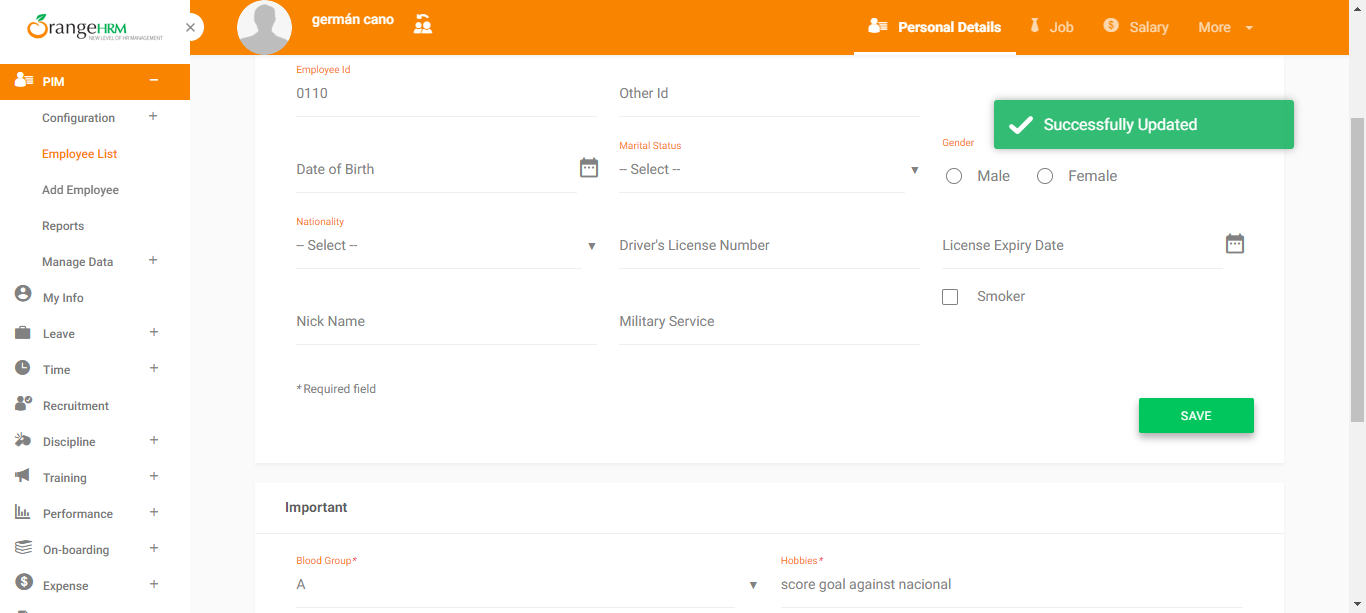 OrangeHRM
NEW LEVEL OF HR MANAGEMENT
germán cano
Personal Details
Job
Salary
More
PIM
Configuration
Employee List
Add Employee
Reports
Manage Data
My Info
Leave
Time
Recruitment
Discipline
Training
Performance
On-boarding
Expense
Employee Id
0110
Other Id
Successfully Updated
Date of Birth
Marital Status
-- Select --
Gender
Male
Female
Nationality
-- Select --
Driver's License Number
License Expiry Date
Nick Name
Military Service
Smoker
* Required field
SAVE
Important
Blood Group*
A
Hobbies*
score goal against nacional